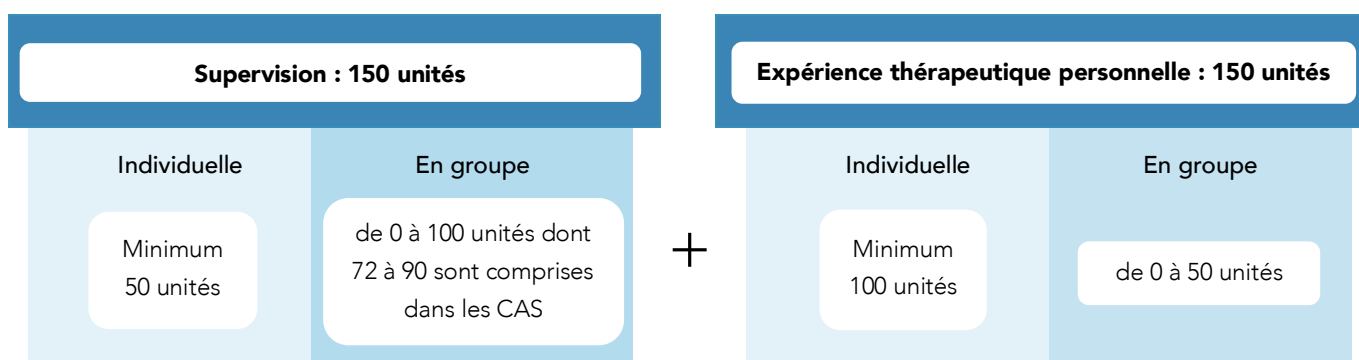 Supervision : 150 unités
Individuelle
En groupe
Minimum
50 unités
de 0 à 100 unités dont
72 à 90 sont comprises
dans les CAS
+
Expérience thérapeutique personnelle : 150 unités
Individuelle
En groupe
Minimum
100 unités
de 0 à 50 unités